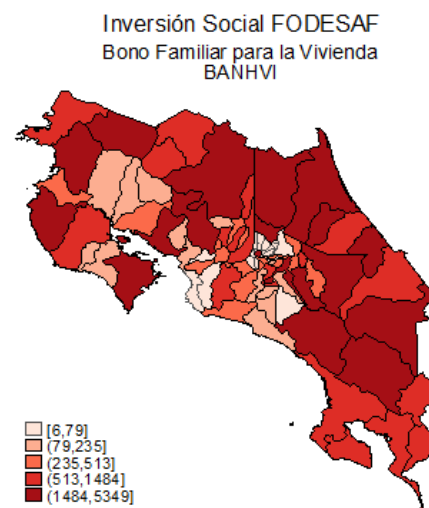 Inversión Social FODESAF
Bono Familiar para la Vivienda
BANHVI
[6,79]
(79,235]
(235,513]
(513,1484]
(1484,5349]